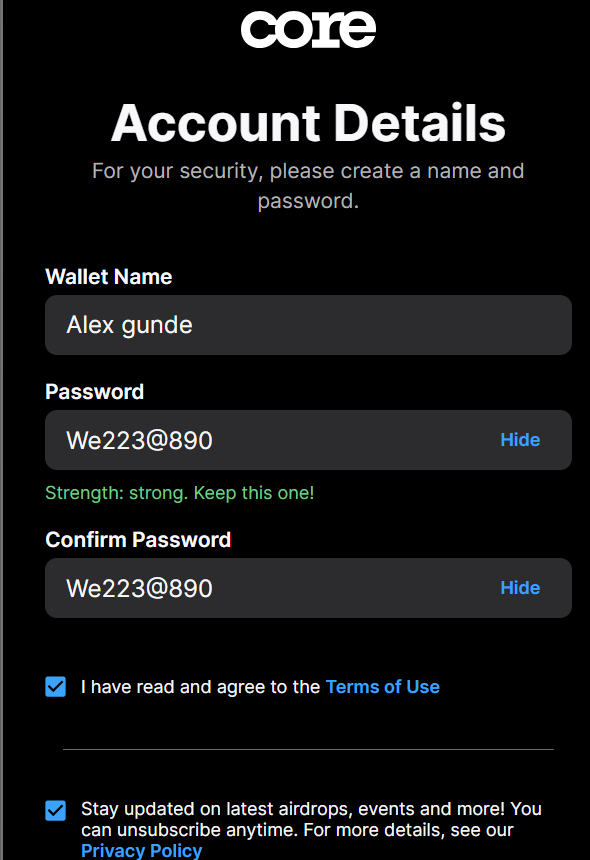 core
Account Details
For your security, please create a name and
password.
Wallet Name
Alex gunde
Password
We223@890
Hide
Strength: strong. Keep this one!
Confirm Password
We223@890
Hide
I have read and agree to the Terms of Use
Stay updated on latest airdrops, events and more! You
can unsubscribe anytime. For more details, see our
Privacy Policy